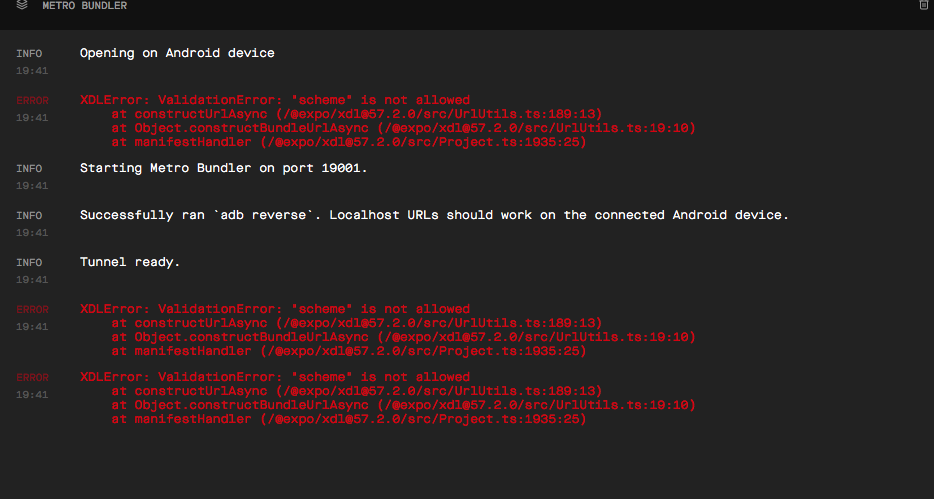 METRO BUNDLER
INFO
19:41
Opening on Android device
ERROR
19:41
XDLError: ValidationError: "scheme" is not allowed
at constructUrlAsync (/@expo/xdl@57.2.0/src/UrlUtils.ts:189:13)
at Object.constructBundleUrlAsync (/@expo/xdl@57.2.0/src/UrlUtils.ts:19:10)
at manifestHandler (/@expo/xdl@57.2.0/src/Project.ts:1935:25)
INFO
19:41
Starting Metro Bundler on port 19001.
INFO
19:41
Successfully ran `adb reverse`. Localhost URLs should work on the connected Android device.
INFO
19:41
Tunnel ready.
ERROR
19:41
XDLError: ValidationError: "scheme" is not allowed
at constructUrlAsync (/@expo/xdl@57.2.0/src/UrlUtils.ts:189:13)
at Object.constructBundleUrlAsync (/@expo/xdl@57.2.0/src/UrlUtils.ts:19:10)
at manifestHandler (/@expo/xdl@57.2.0/src/Project.ts:1935:25)
ERROR
19:41
XDLError: ValidationError: "scheme" is not allowed
at constructUrlAsync (/@expo/xdl@57.2.0/src/UrlUtils.ts:189:13)
at Object.constructBundleUrlAsync (/@expo/xdl@57.2.0/src/UrlUtils.ts:19:10)
at manifestHandler (/@expo/xdl@57.2.0/src/Project.ts:1935:25)